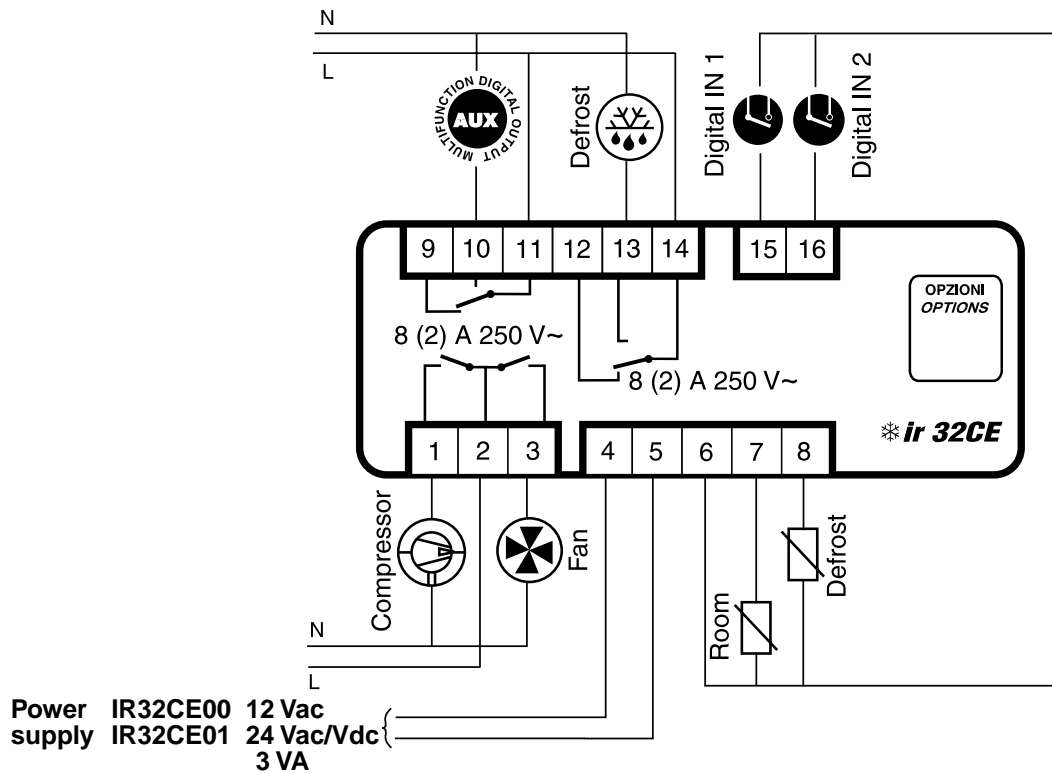 N
L
MULTIFUNCTION DIGITAL OUTPUT
AUX
Defrost
Digital IN 1
Digital IN 2
9 10 11 12 13 14
15 16
OPZIONI
OPTIONS
8 (2) A 250 V~
8 (2) A 250 V~
ir 32CE
1 2 3
4 5 6 7 8
Compressor
Fan
Room
Defrost
N
L
Power IR32CE00 12 Vac
supply IR32CE01 24 Vac/Vdc
3 VA